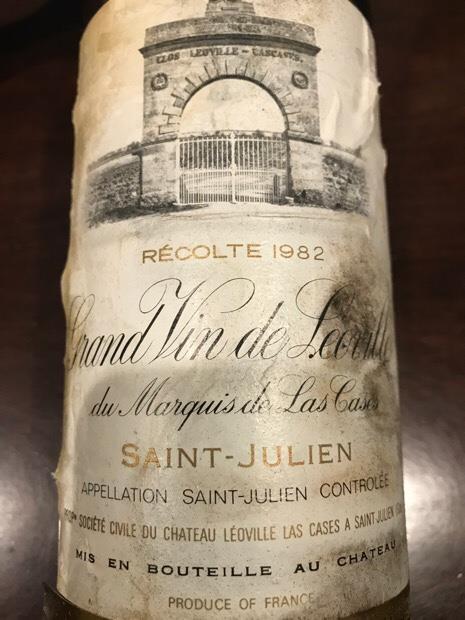 CLOS LEOVILLE-LASCASES.
RÉCOLTE 1982
Grand Vin de Léoville
du Marquis de Las Cases
SAINT-JULIEN
APPELLATION SAINT-JULIEN CONTROLÉE
SOCIÉTÉ CIVILE DU CHATEAU LÉOVILLE LAS CASES A SAINT-JULIEN
MIS EN BOUTEILLE AU CHATEAU
PRODUCE OF FRANCE